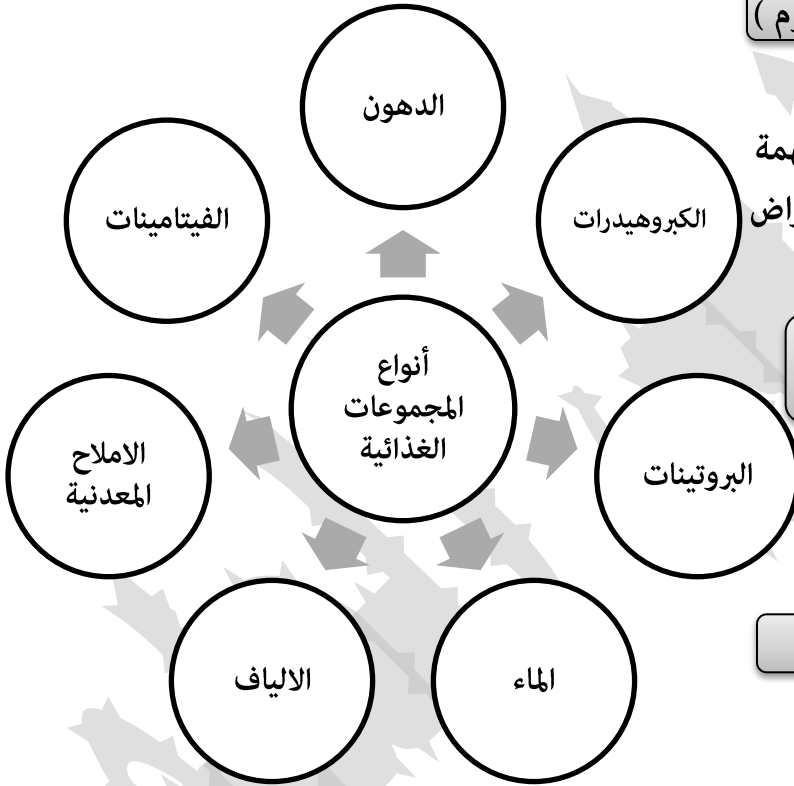 الدهون
الكبروهيدرات
البروتينات
الماء
الالياف
الاملاح
المعدنية
الفيتامينات
أنواع
المجموعات
الغذائية